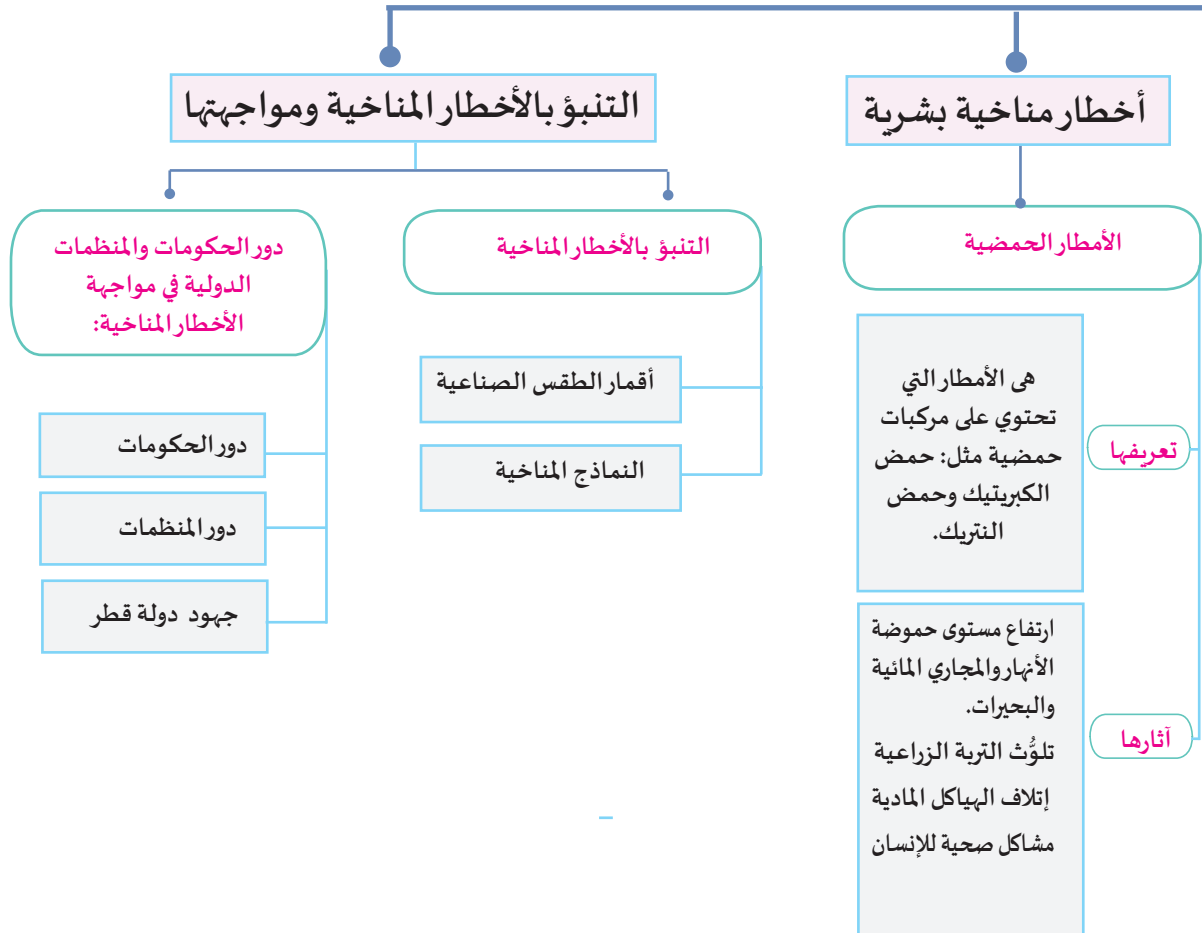 أخطار مناخية بشرية
الأمطار الحمضية
تعريفها
هى الأمطار التي
تحتوي على مركبات
حمضية مثل: حمض
الكبريتيك وحمض
النتريك.
آثارها
ارتفاع مستوى حموضة
الأنهار والمجاري المائية
والبحيرات.
تلوُّث التربة الزراعية
إتلاف الهياكل المادية
مشاكل صحية للإنسان
التنبؤ بالأخطار المناخية ومواجهتها
التنبؤ بالأخطار المناخية
أقمار الطقس الصناعية
النماذج المناخية
دور الحكومات والمنظمات
الدولية في مواجهة
الأخطار المناخية:
دور الحكومات
دور المنظمات
جهود دولة قطر